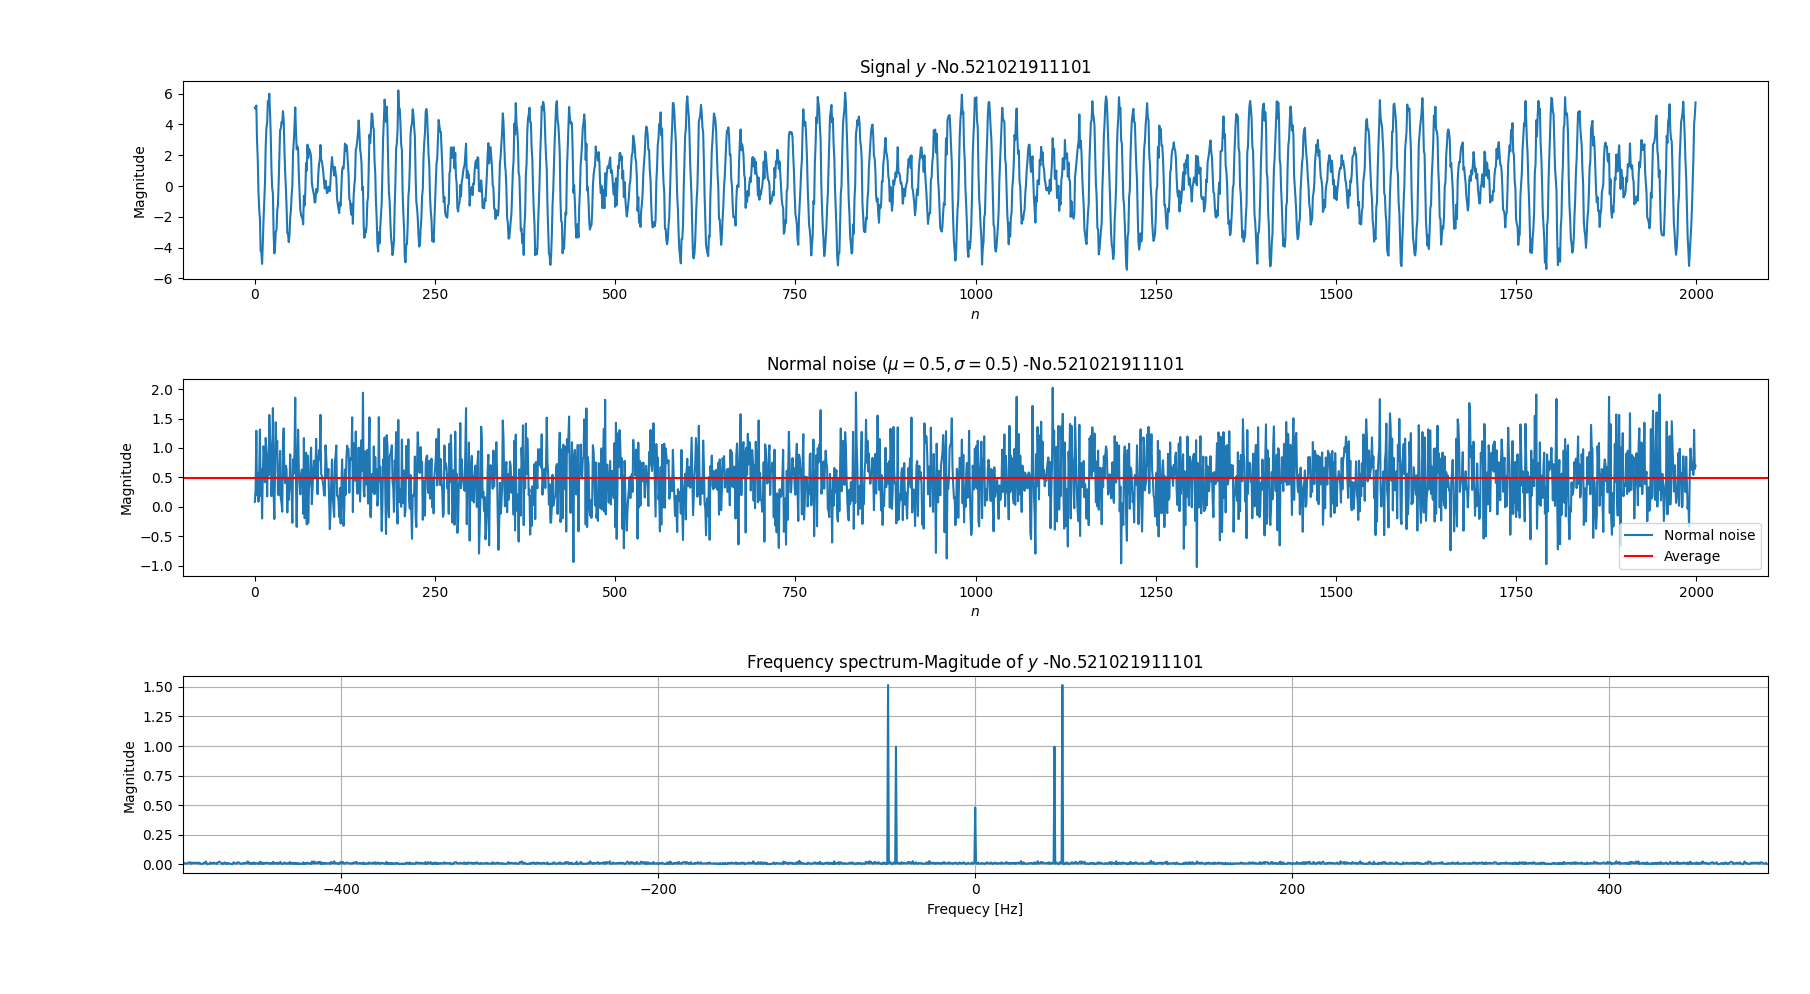 Signal y -No.521021911101
Magnitude
6
4
2
0
−2
−4
−6
0 250 500 750 1000 1250 1500 1750 2000
n
Normal noise (μ = 0.5, σ = 0.5) -No.521021911101
Magnitude
2.0
1.5
1.0
0.5
0.0
−0.5
−1.0
Normal noise
Average
0 250 500 750 1000 1250 1500 1750 2000
n
Frequency spectrum-Magitude of y -No.521021911101
Magnitude
1.50
1.25
1.00
0.75
0.50
0.25
0.00
−400 −200 0 200 400
Frequecy [Hz]